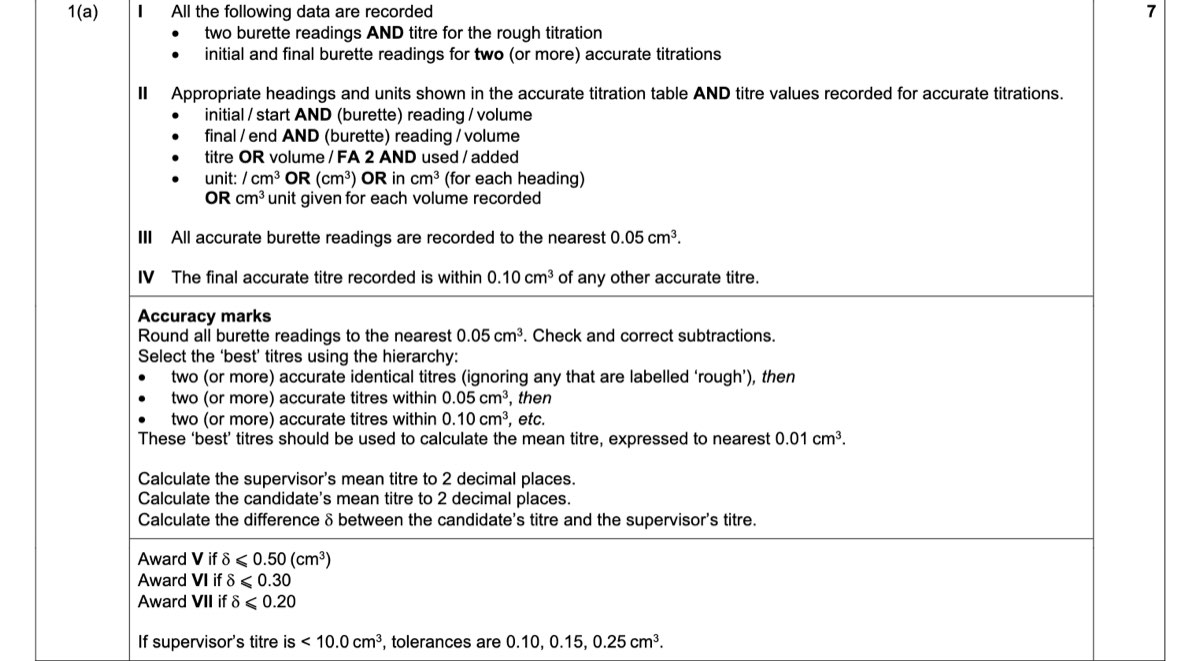 1(a) I All the following data are recorded 7
• two burette readings AND titre for the rough titration
• initial and final burette readings for two (or more) accurate titrations
II Appropriate headings and units shown in the accurate titration table AND titre values recorded for accurate titrations.
• initial / start AND (burette) reading / volume
• final / end AND (burette) reading / volume
• titre OR volume / FA 2 AND used / added
• unit: / cm³ OR (cm³) OR in cm³ (for each heading)
OR cm³ unit given for each volume recorded
III All accurate burette readings are recorded to the nearest 0.05 cm³.
IV The final accurate titre recorded is within 0.10 cm³ of any other accurate titre.
Accuracy marks
Round all burette readings to the nearest 0.05 cm³. Check and correct subtractions.
Select the ‘best’ titres using the hierarchy:
• two (or more) accurate identical titres (ignoring any that are labelled ‘rough’), then
• two (or more) accurate titres within 0.05 cm³, then
• two (or more) accurate titres within 0.10 cm³, etc.
These ‘best’ titres should be used to calculate the mean titre, expressed to nearest 0.01 cm³.
Calculate the supervisor’s mean titre to 2 decimal places.
Calculate the candidate’s mean titre to 2 decimal places.
Calculate the difference δ between the candidate’s titre and the supervisor’s titre.
Award V if δ ⩽ 0.50 (cm³)
Award VI if δ ⩽ 0.30
Award VII if δ ⩽ 0.20
If supervisor’s titre is < 10.0 cm³, tolerances are 0.10, 0.15, 0.25 cm³.